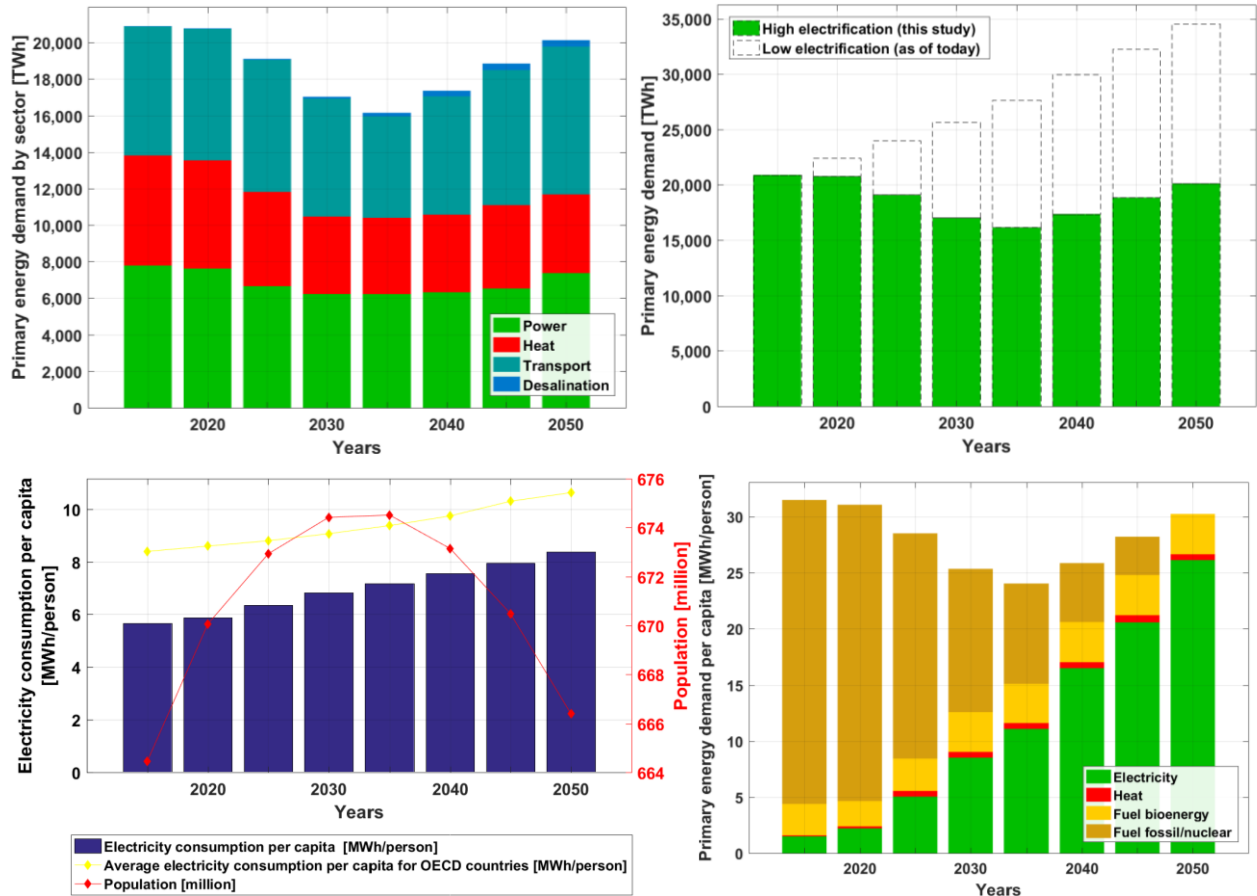 Primary energy demand by sector [TWh]
20,000
18,000
16,000
14,000
12,000
10,000
8,000
6,000
4,000
2,000
0
Power
Heat
Transport
Desalination
2020
2030
2040
2050
Years
Primary energy demand [TWh]
35,000
30,000
25,000
20,000
15,000
10,000
5,000
0
High electrification (this study)
Low electrification (as of today)
2020
2030
2040
2050
Years
Electricity consumption per capita
[MWh/person]
10
8
6
4
2
0
676
674
672
670
668
666
664
Population [million]
2020
2030
2040
2050
Years
Electricity consumption per capita [MWh/person]
Average electricity consumption per capita for OECD countries [MWh/person]
Population [million]
Primary energy demand per capita [MWh/person]
30
25
20
15
10
5
0
Electricity
Heat
Fuel bioenergy
Fuel fossil/nuclear
2020
2030
2040
2050
Years